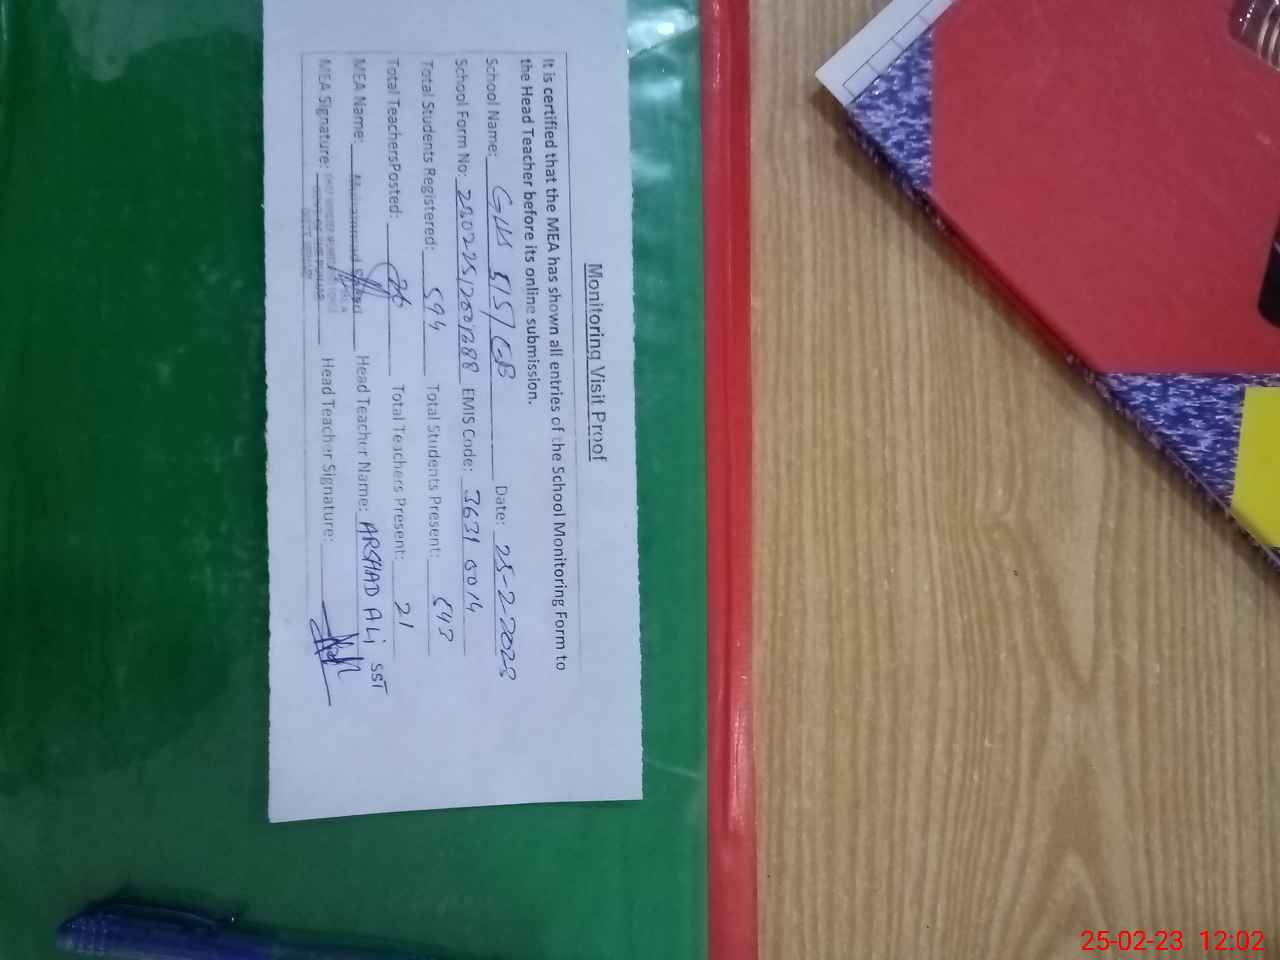 Monitoring Visit Proof
It is certified that the MEA has shown all entries of the School Monitoring Form to
the Head Teacher before its online submission.
School Name: GHS 515/GB Date: 25-2-2023
School Form No: EMIS Code: 36310014
Total Students Registered: 594 Total Students Present: 543
Total TeachersPosted: 26 Total Teachers Present: 21
MEA Name: Muhammad Head Teacher Name: ARSHAD ALi SST
MEA Signature: Head Teacher Signature:
25-02-23 12:02